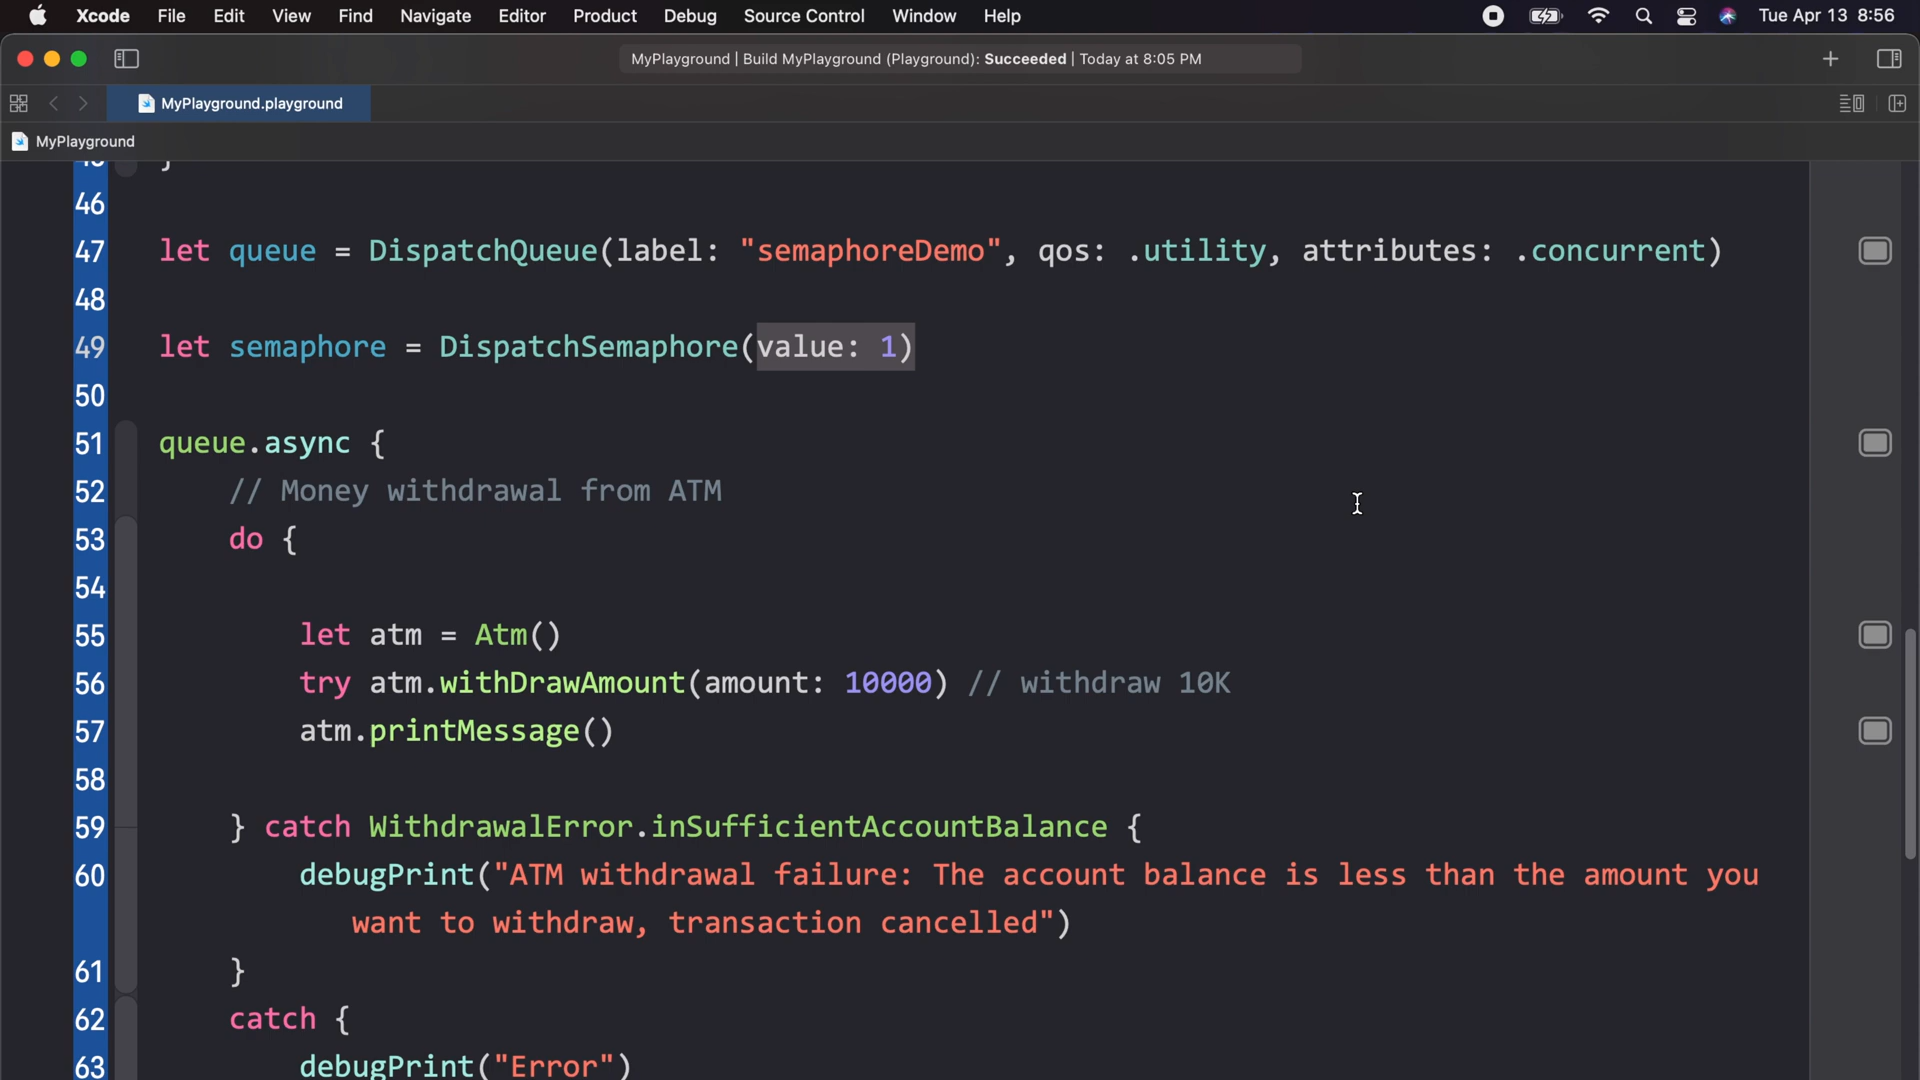 Xcode File Edit View Find Navigate Editor Product Debug Source Control Window Help Tue Apr 13 8:56
MyPlayground | Build MyPlayground (Playground): Succeeded | Today at 8:05 PM
MyPlayground.playground
MyPlayground
46
47 let queue = DispatchQueue(label: "semaphoreDemo", qos: .utility, attributes: .concurrent)
48
49 let semaphore = DispatchSemaphore(value: 1)
50
51 queue.async {
52 // Money withdrawal from ATM
53 do {
54
55 let atm = Atm()
56 try atm.withDrawAmount(amount: 10000) // withdraw 10K
57 atm.printMessage()
58
59 } catch WithdrawalError.inSufficientAccountBalance {
60 debugPrint("ATM withdrawal failure: The account balance is less than the amount you
want to withdraw, transaction cancelled")
61 }
62 catch {
63 debugPrint("Error")